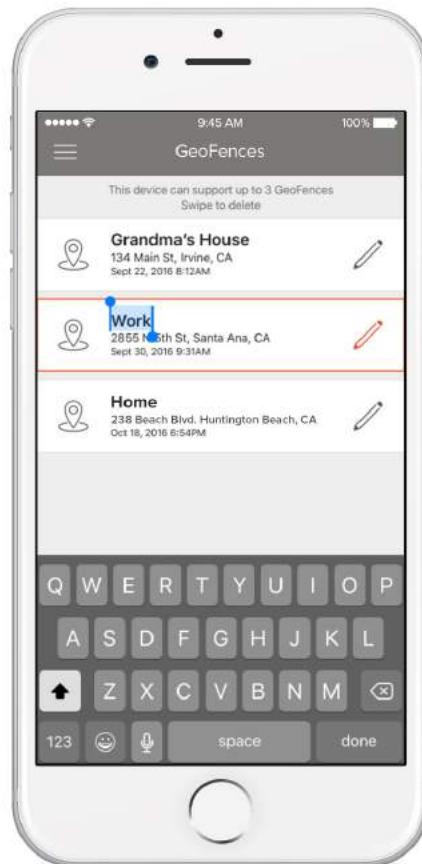 9:45 AM 100%
GeoFences
This device can support up to 3 GeoFences
Swipe to delete
Grandma's House
134 Main St, Irvine, CA
Sept 22, 2016 8:12AM
Work
2855 5th St, Santa Ana, CA
Sept 30, 2016 9:31AM
Home
238 Beach Blvd. Huntington Beach, CA
Oct 18, 2016 6:54PM
Q W E R T Y U I O P
A S D F G H J K L
Z X C V B N M
123 space done